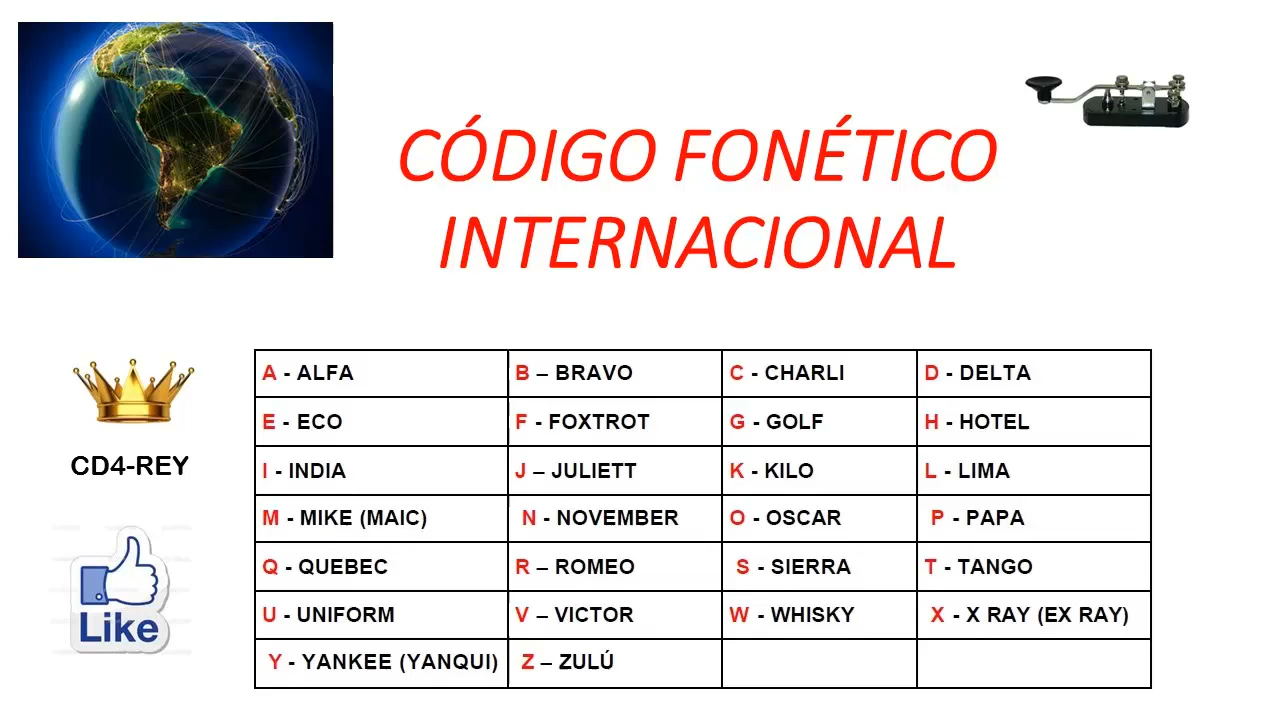 CÓDIGO FONÉTICO
INTERNACIONAL
A - ALFA B – BRAVO C - CHARLI D - DELTA
E - ECO F - FOXTROT G - GOLF H - HOTEL
CD4-REY
I - INDIA J – JULIETT K - KILO L - LIMA
M - MIKE (MAIC) N - NOVEMBER O - OSCAR P - PAPA
Q - QUEBEC R – ROMEO S - SIERRA T - TANGO
U - UNIFORM V – VICTOR W - WHISKY X - X RAY (EX RAY)
Like
Y - YANKEE (YANQUI) Z – ZULÚ